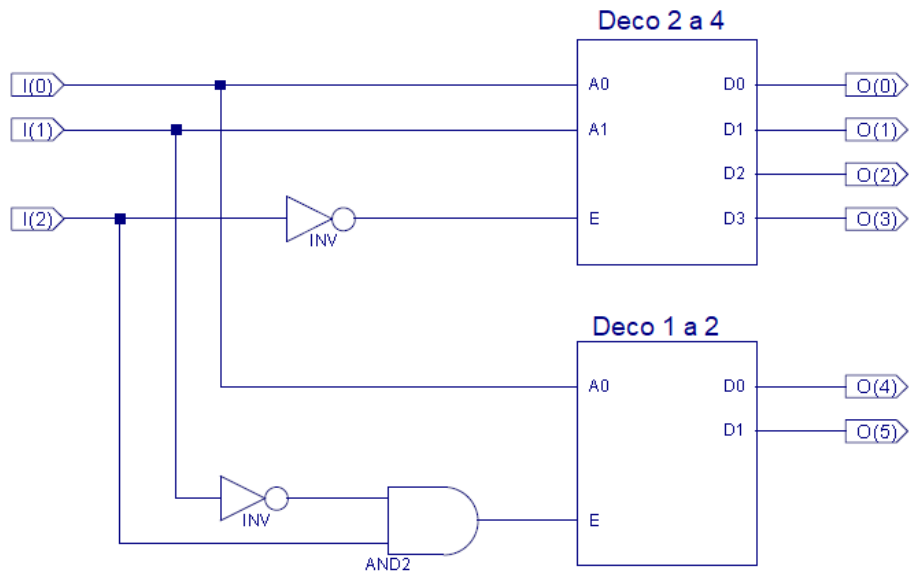 Deco 2 a 4
I(0)
A0
D0
O(0)
I(1)
A1
D1
O(1)
D2
O(2)
I(2)
INV
E
D3
O(3)
Deco 1 a 2
A0
D0
O(4)
D1
O(5)
INV
AND2
E